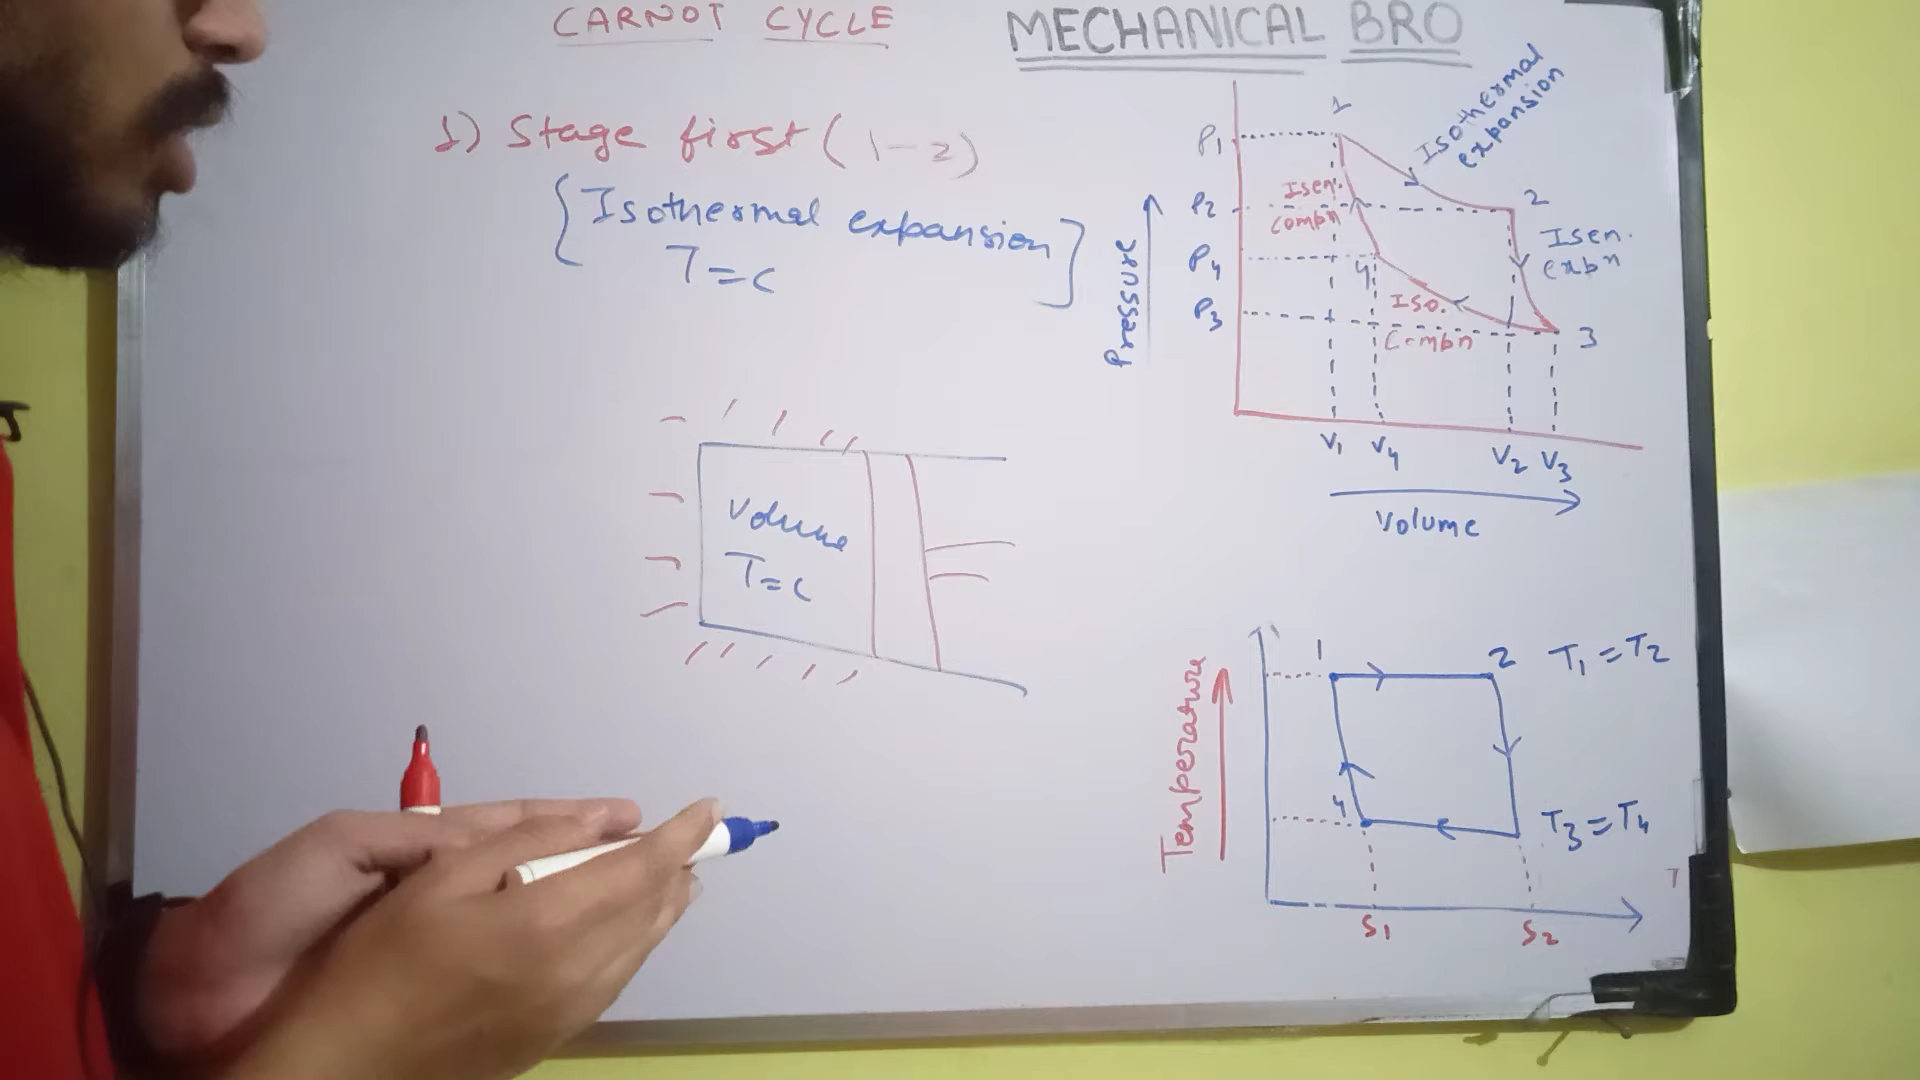 CARNOT CYCLE
MECHANICAL BRO
1) Stage first (1-2)
{Isothermal expansion]
T=C
Volume
T=C
Pressure
P1
P2
P4
P3
1
2
3
4
Isothermal
expansion
Isen.
expn
Isen.
Compn
Iso.
Compn
V1 V4 V2 V3
Volume
Temperature
1
2
T1=T2
4
T3=T4
S1 S2